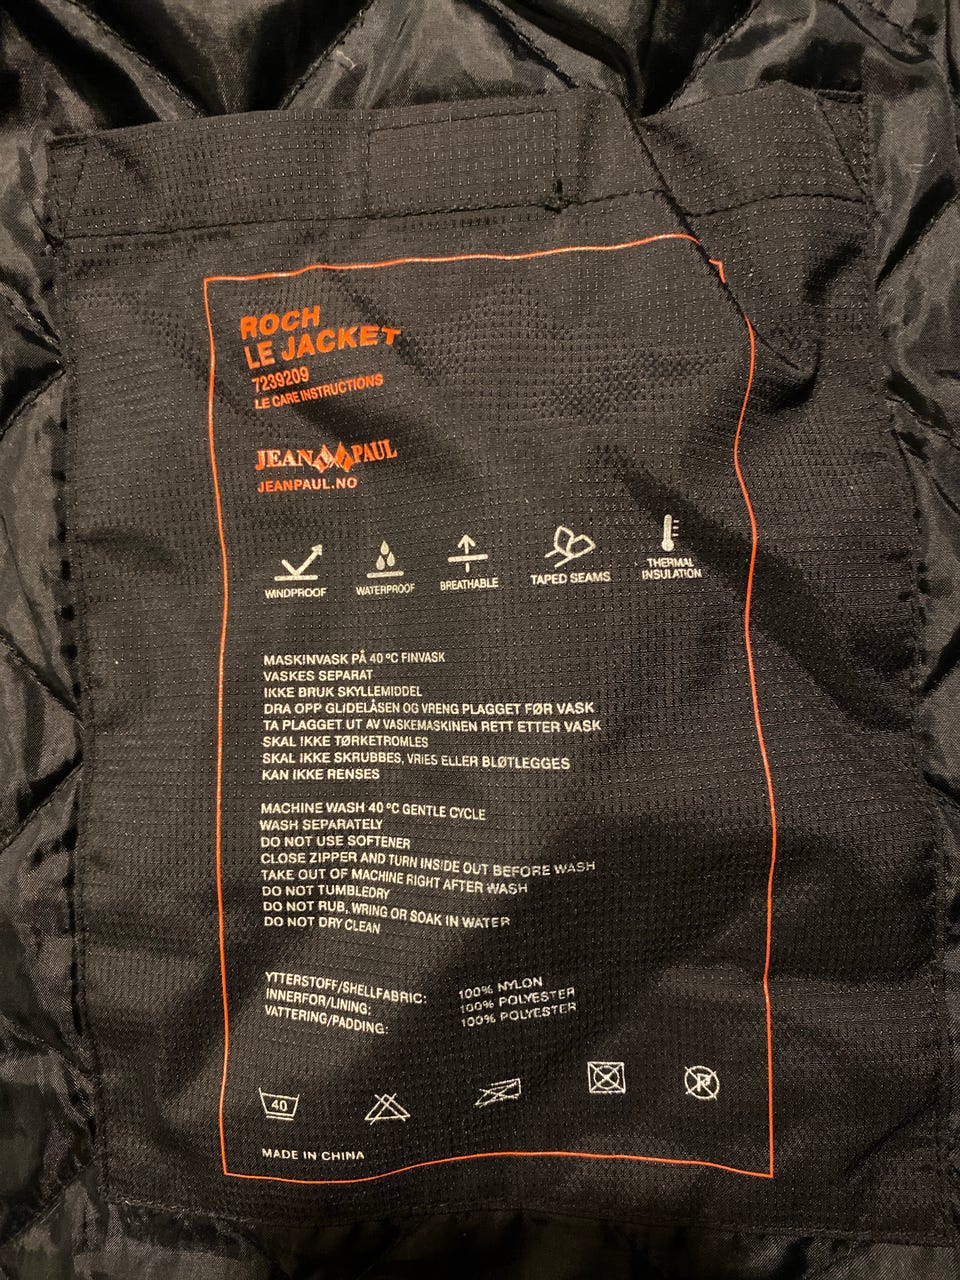 ROCH
LE JACKET
7239209
LE CARE INSTRUCTIONS
JEAN PAUL
JEANPAUL.NO
WINDPROOF
WATERPROOF
BREATHABLE
TAPED SEAMS
THERMAL
INSULATION
MASKINVASK PÅ 40 ºC FINVASK
VASKES SEPARAT
IKKE BRUK SKYLLEMIDDEL
DRA OPP GLIDELÅSEN OG VRENG PLAGGET FØR VASK
TA PLAGGET UT AV VASKEMASKINEN RETT ETTER VASK
SKAL IKKE TØRKETROMLES
SKAL IKKE SKRUBBES, VRIES ELLER BLØTLEGGES
KAN IKKE RENSES
MACHINE WASH 40 ºC GENTLE CYCLE
WASH SEPARATELY
DO NOT USE SOFTENER
CLOSE ZIPPER AND TURN INSIDE OUT BEFORE WASH
TAKE OUT OF MACHINE RIGHT AFTER WASH
DO NOT TUMBLEDRY
DO NOT RUB, WRING OR SOAK IN WATER
DO NOT DRY CLEAN
YTTERSTOFF/SHELLFABRIC: 100% NYLON
INNERFOR/LINING: 100% POLYESTER
VATTERING/PADDING: 100% POLYESTER
40 P
MADE IN CHINA